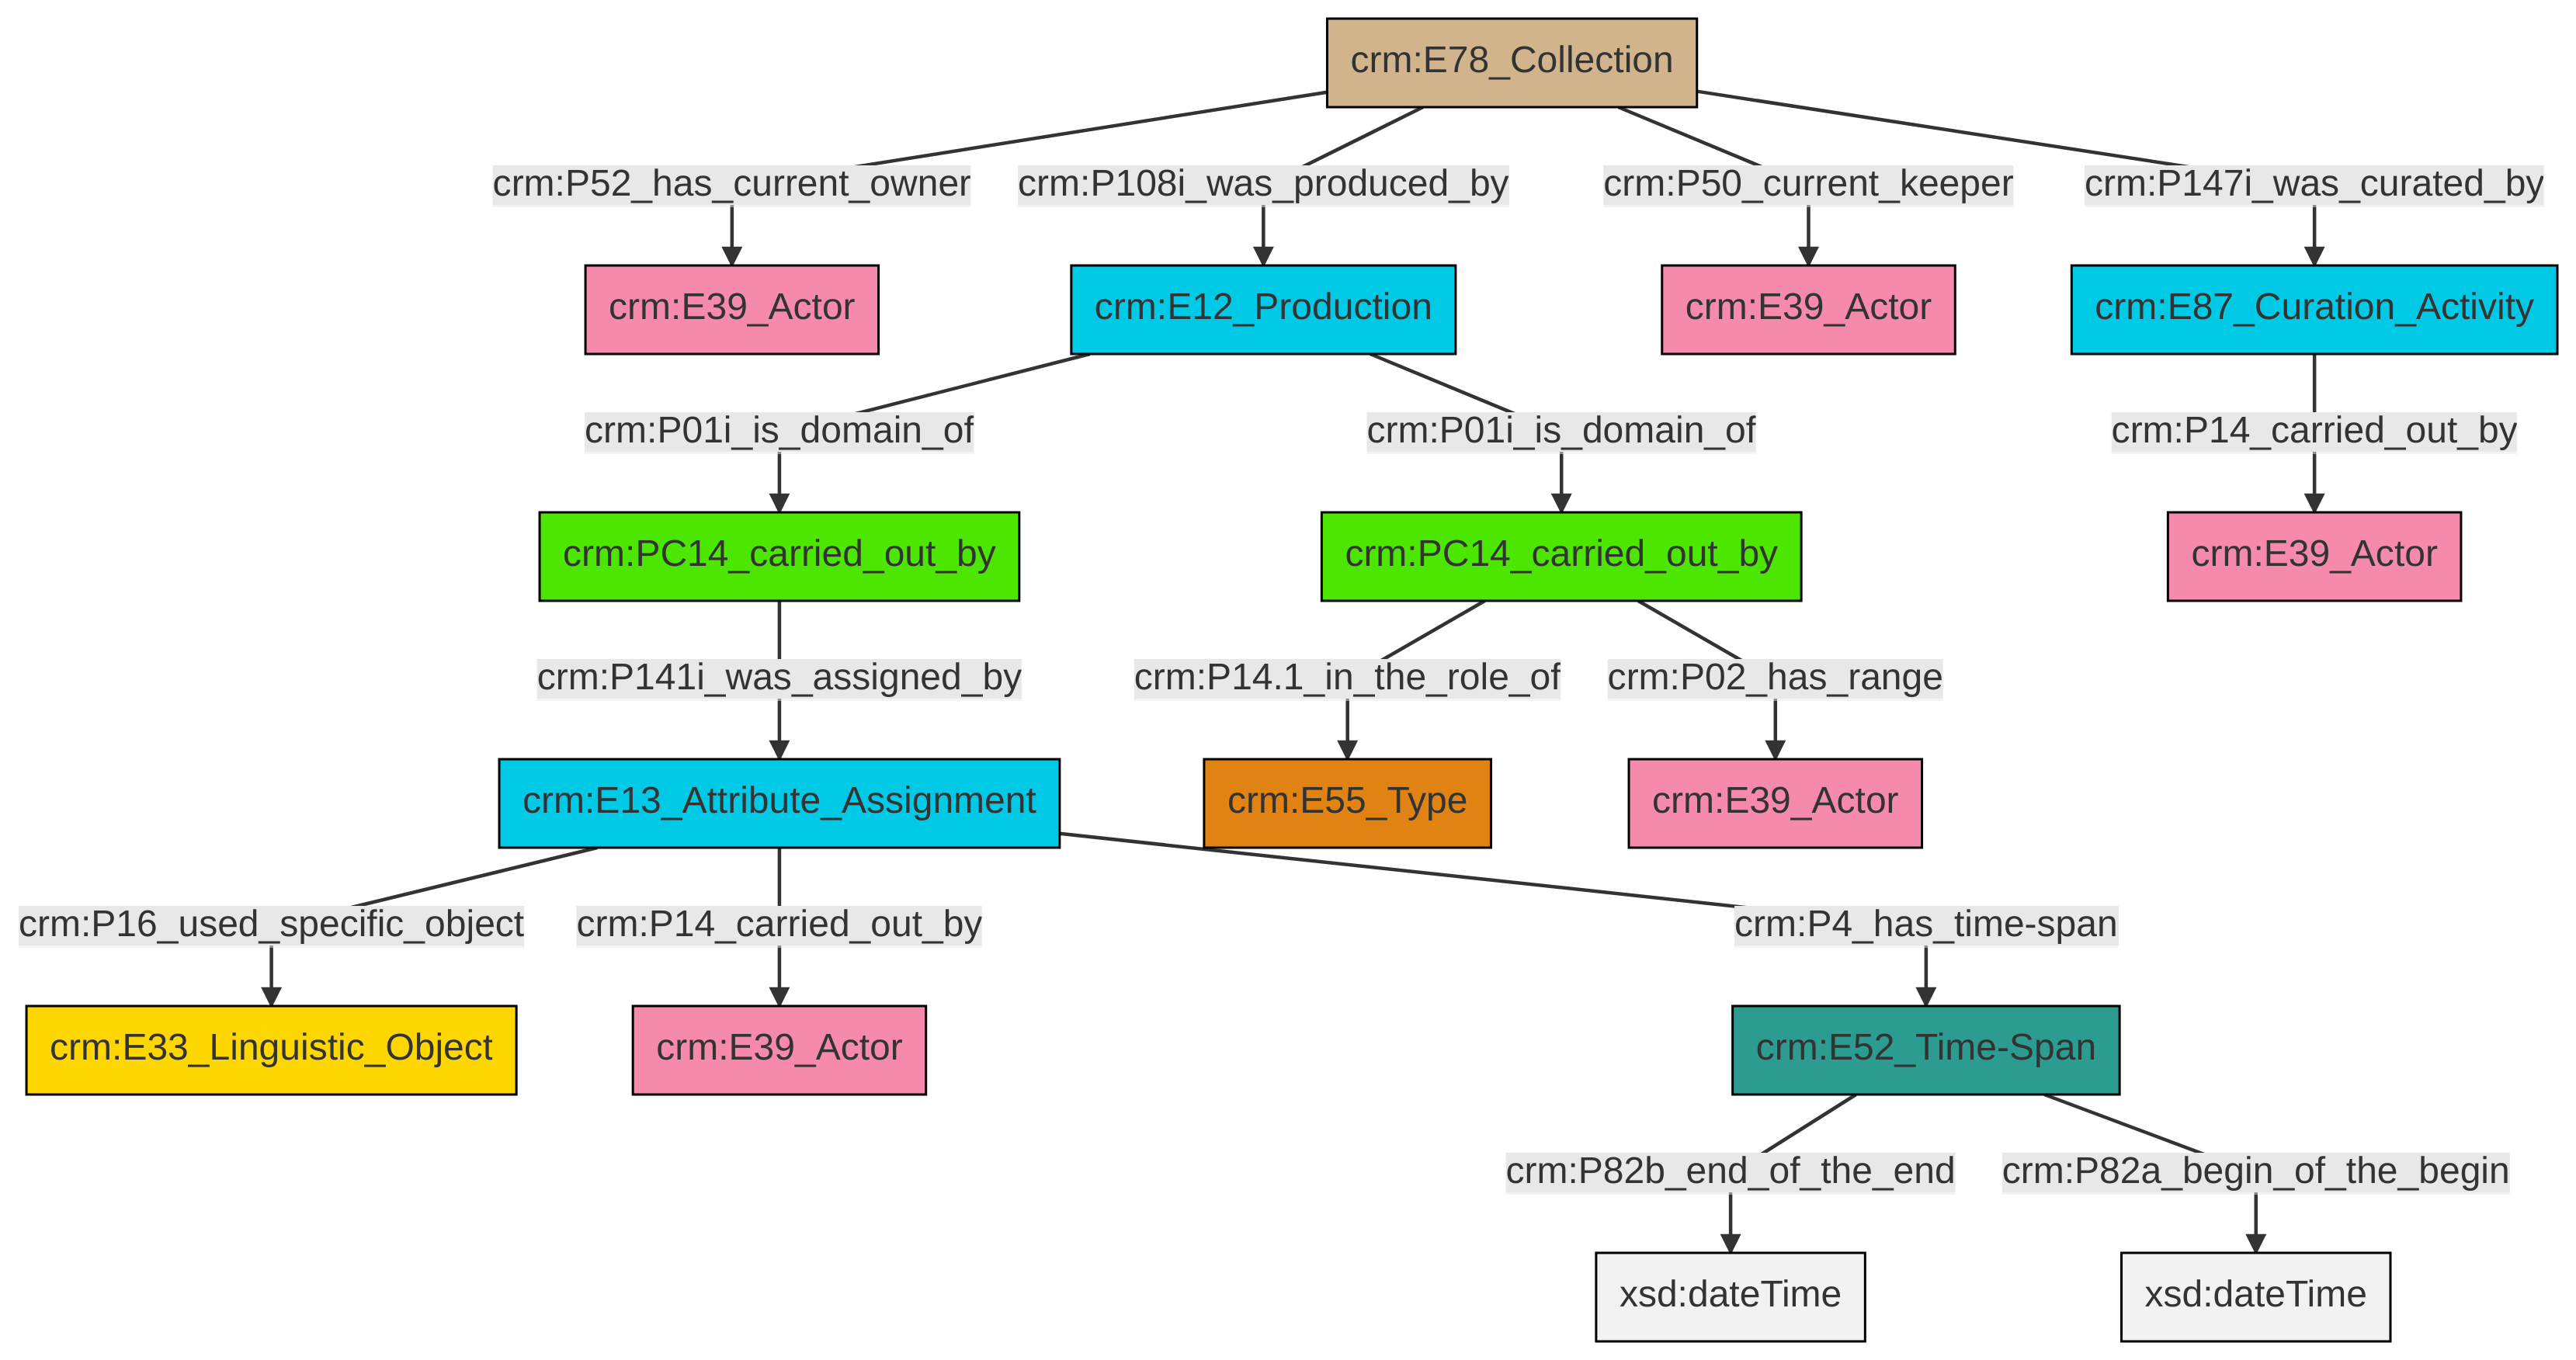 crm:E78_Collection
crm:P52_has_current_owner
crm:P108i_was_produced_by
crm:P50_current_keeper
crm:P147i_was_curated_by
crm:E39_Actor
crm:E12_Production
crm:E39_Actor
crm:E87_Curation_Activity
crm:P01i_is_domain_of
crm:P01i_is_domain_of
crm:P14_carried_out_by
crm:PC14_carried_out_by
crm:PC14_carried_out_by
crm:E39_Actor
crm:P141i_was_assigned_by
crm:P14.1_in_the_role_of
crm:P02_has_range
crm:E13_Attribute_Assignment
crm:E55_Type
crm:E39_Actor
crm:P16_used_specific_object
crm:P14_carried_out_by
crm:P4_has_time-span
crm:E33_Linguistic_Object
crm:E39_Actor
crm:E52_Time-Span
crm:P82b_end_of_the_end
crm:P82a_begin_of_the_begin
xsd:dateTime
xsd:dateTime